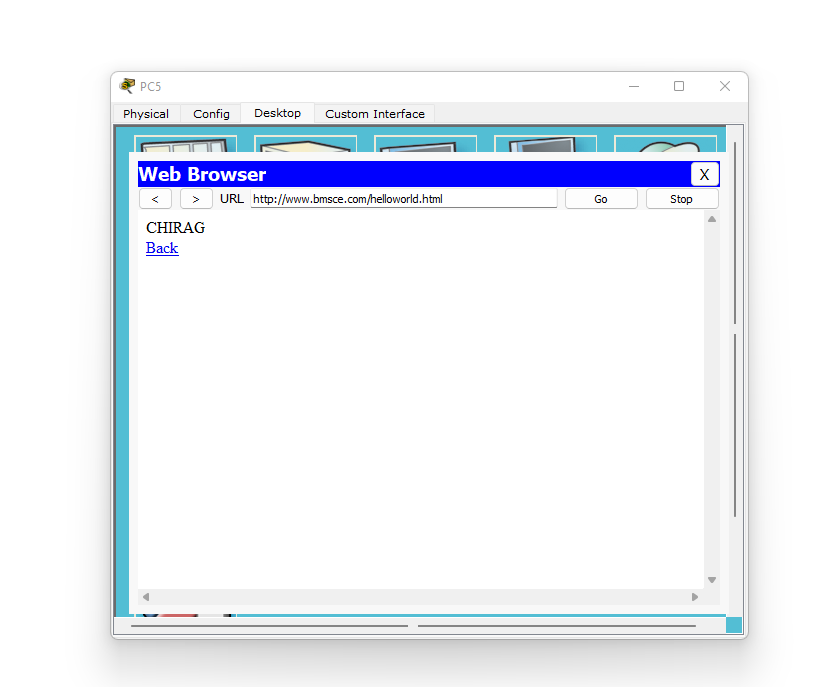 PC5
Physical Config Desktop Custom Interface
Web Browser X
< > URL http://www.bmsce.com/helloworld.html Go Stop
CHIRAG
Back